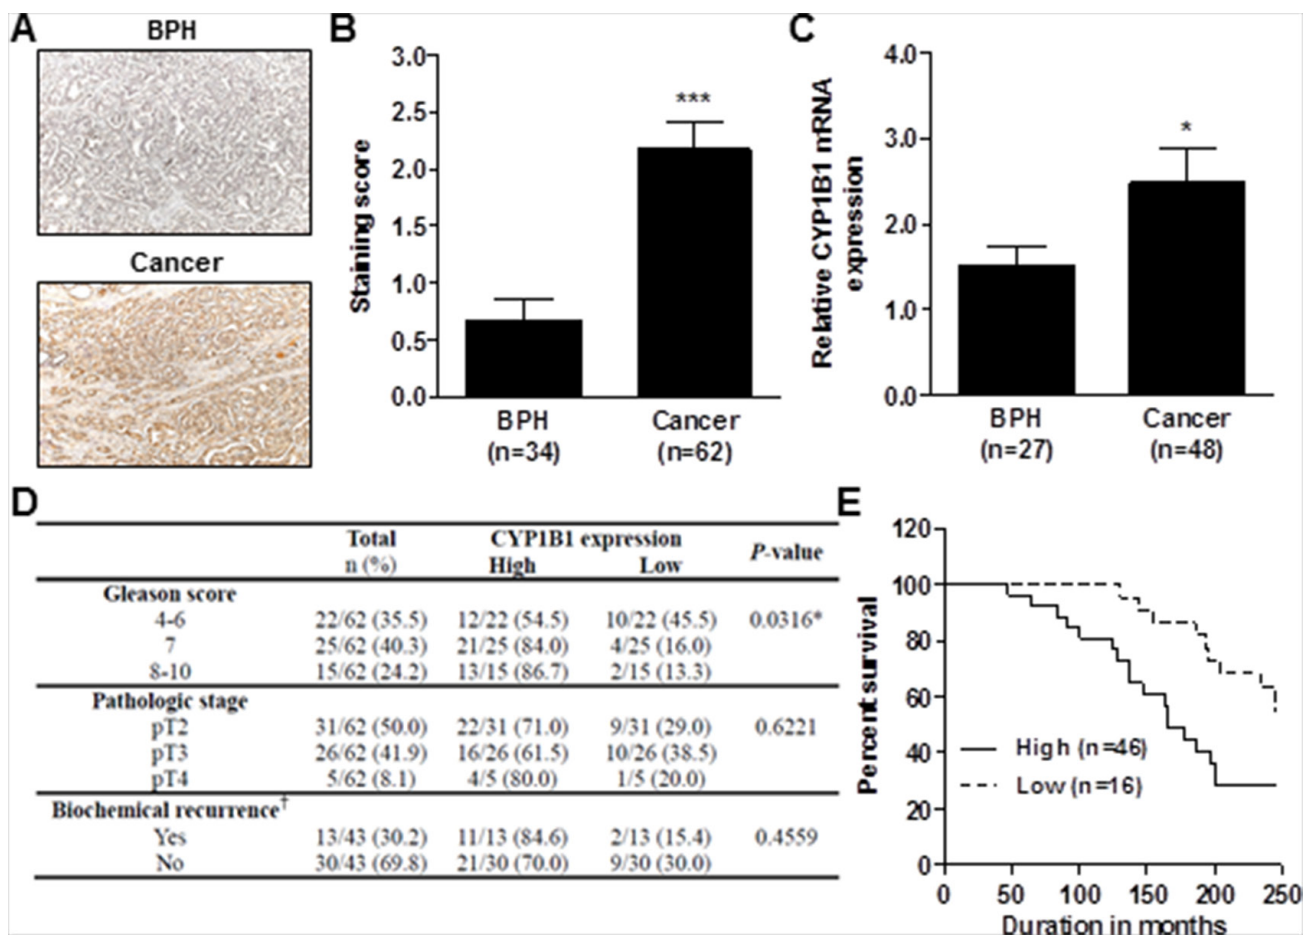 A
BPH
Cancer
B
3.0
2.5
2.0
1.5
1.0
0.5
0.0
Staining score
***
BPH
(n=34)
Cancer
(n=62)
C
4.0
3.0
2.0
1.0
0.0
Relative CYP1B1 mRNA
expression
*
BPH
(n=27)
Cancer
(n=48)
D
Total CYP1B1 expression P-value
n (%) High Low
Gleason score
4-6 22/62 (35.5) 12/22 (54.5) 10/22 (45.5) 0.0316*
7 25/62 (40.3) 21/25 (84.0) 4/25 (16.0)
8-10 15/62 (24.2) 13/15 (86.7) 2/15 (13.3)
Pathologic stage
pT2 31/62 (50.0) 22/31 (71.0) 9/31 (29.0) 0.6221
pT3 26/62 (41.9) 16/26 (61.5) 10/26 (38.5)
pT4 5/62 (8.1) 4/5 (80.0) 1/5 (20.0)
Biochemical recurrence†
Yes 13/43 (30.2) 11/13 (84.6) 2/13 (15.4) 0.4559
No 30/43 (69.8) 21/30 (70.0) 9/30 (30.0)
E
120
100
80
60
40
20
0
Percent survival
High (n=46)
Low (n=16)
0 50 100 150 200 250
Duration in months